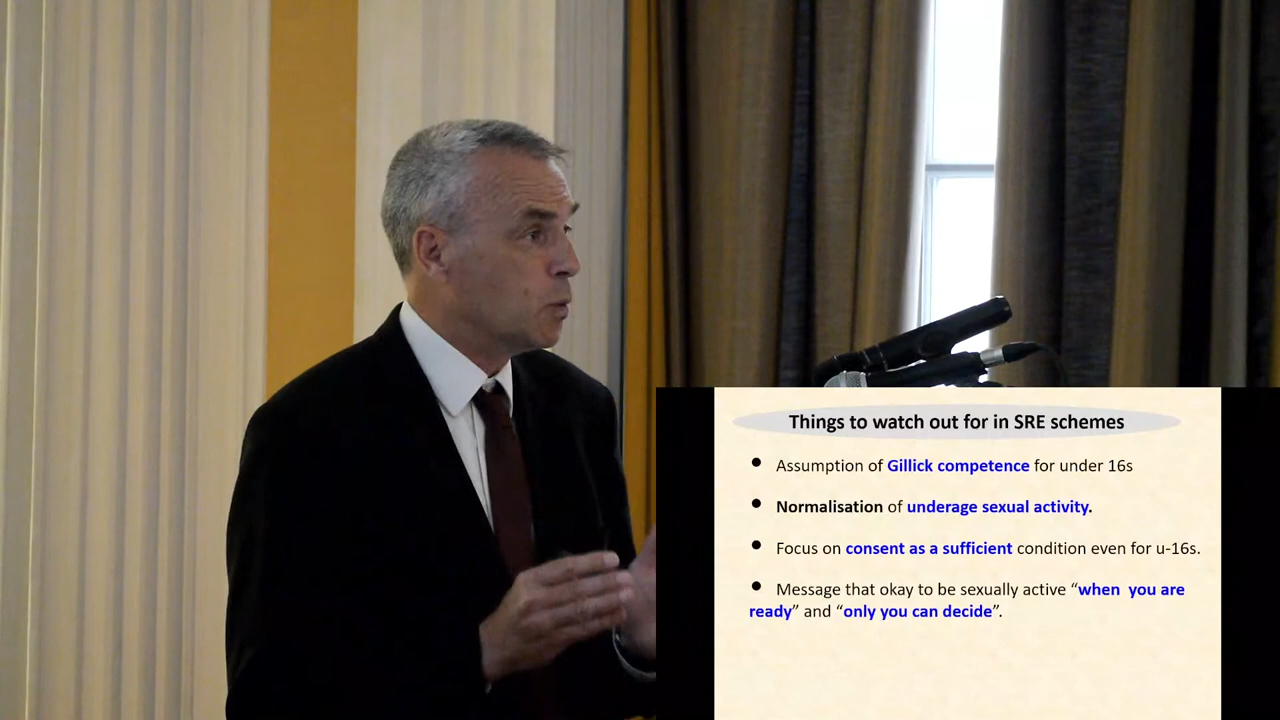 Things to watch out for in SRE schemes
● Assumption of Gillick competence for under 16s
● Normalisation of underage sexual activity.
● Focus on consent as a sufficient condition even for u-16s.
● Message that okay to be sexually active “when you are
ready” and “only you can decide”.